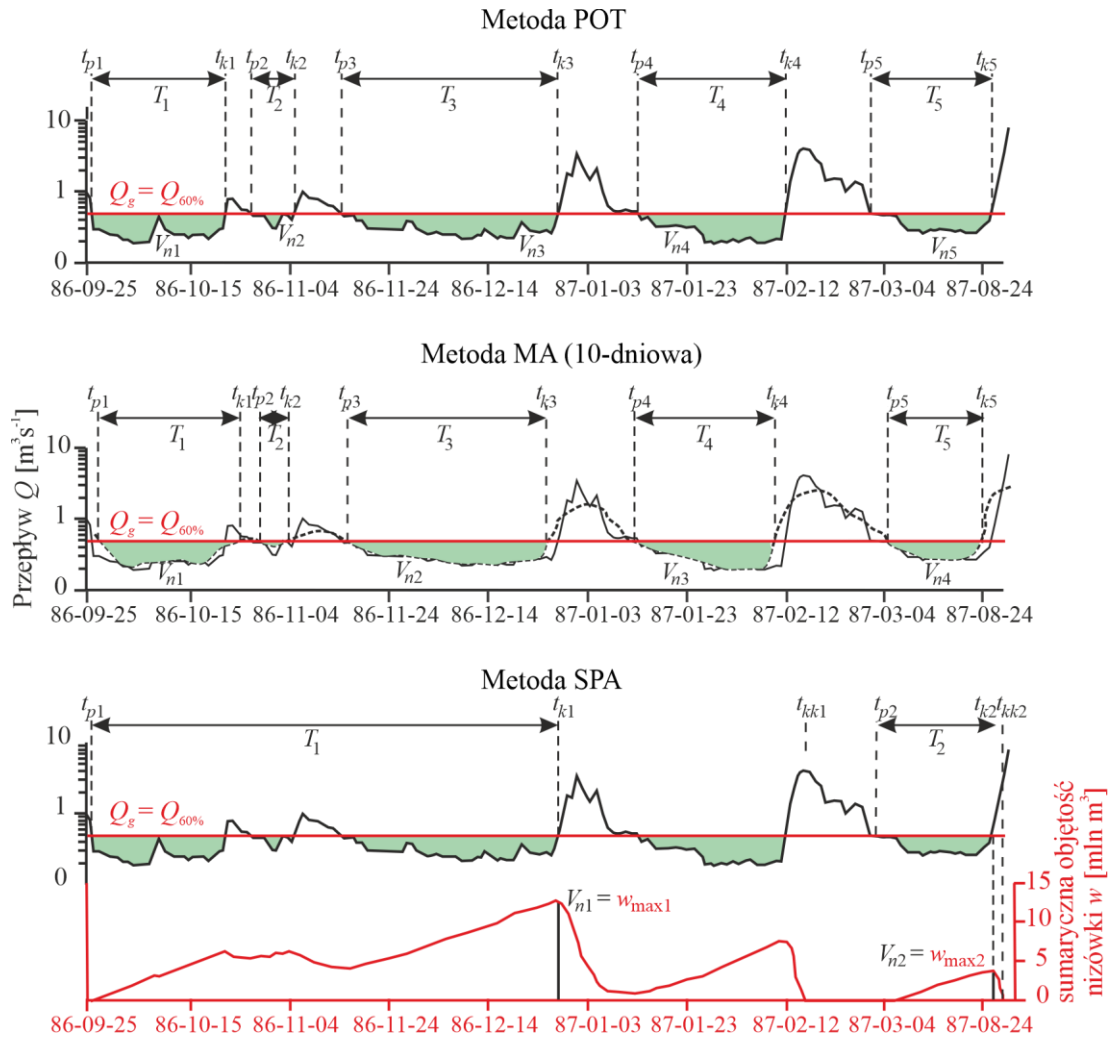 Metoda POT
tp1 tk1 tp2 tk2 tp3 tk3 tp4 tk4 tp5 tk5
T1 T2 T3 T4 T5
10
1
0
Qg = Q60%
Vn1 Vn2 Vn3 Vn4 Vn5
86-09-25 86-10-15 86-11-04 86-11-24 86-12-14 87-01-03 87-01-23 87-02-12 87-03-04 87-08-24
Metoda MA (10-dniowa)
tp1 tk1 tp2 tk2 tp3 tk3 tp4 tk4 tp5 tk5
T1 T2 T3 T4 T5
Przepływ Q [m³s⁻¹]
10
1
0
Qg = Q60%
Vn1 Vn2 Vn3 Vn4
86-09-25 86-10-15 86-11-04 86-11-24 86-12-14 87-01-03 87-01-23 87-02-12 87-03-04 87-08-24
Metoda SPA
tp1 tk1 tkk1 tp2 tk2 tkk2
T1 T2
10
1
0
Qg = Q60%
Vn1 = wmax1
Vn2 = wmax2
15
10
5
0
sumaryczna objętość
niżówki w [mln m³]
86-09-25 86-10-15 86-11-04 86-11-24 86-12-14 87-01-03 87-01-23 87-02-12 87-03-04 87-08-24